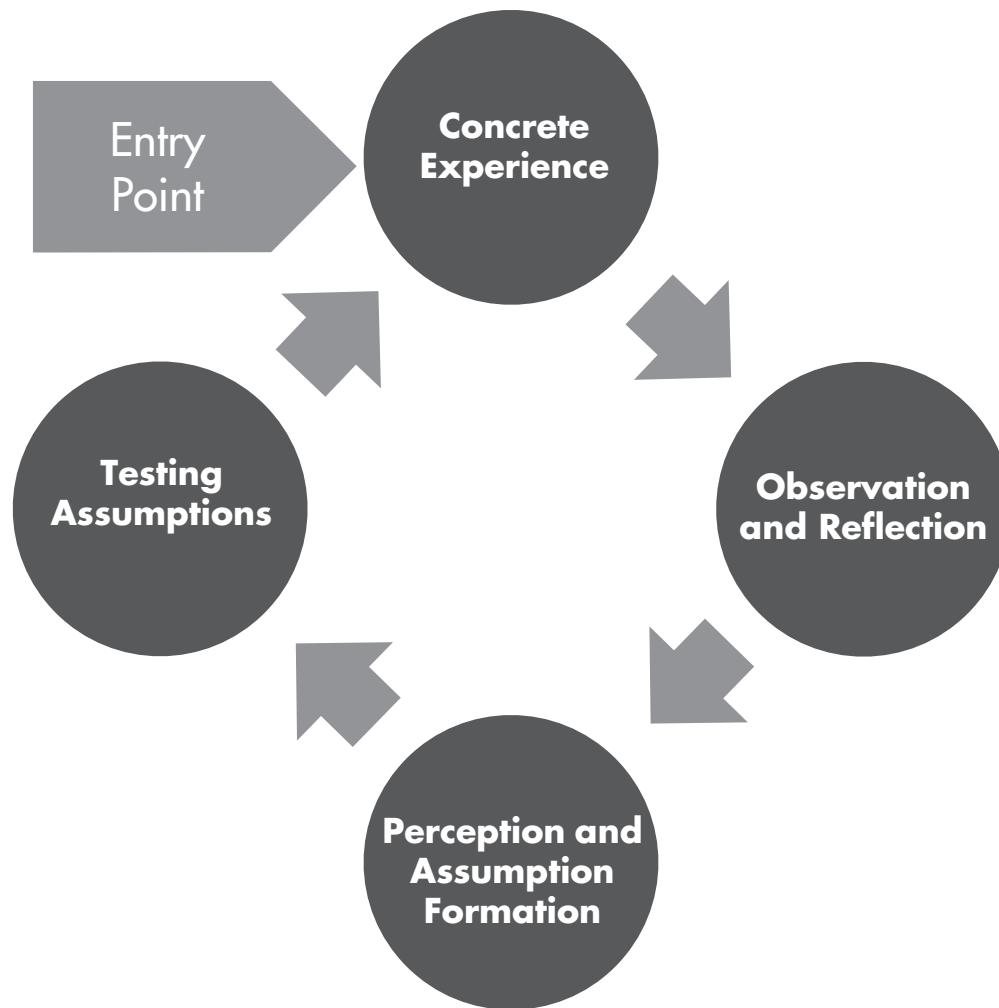 Entry
Point
Concrete
Experience
Observation
and Reflection
Perception and
Assumption
Formation
Testing
Assumptions